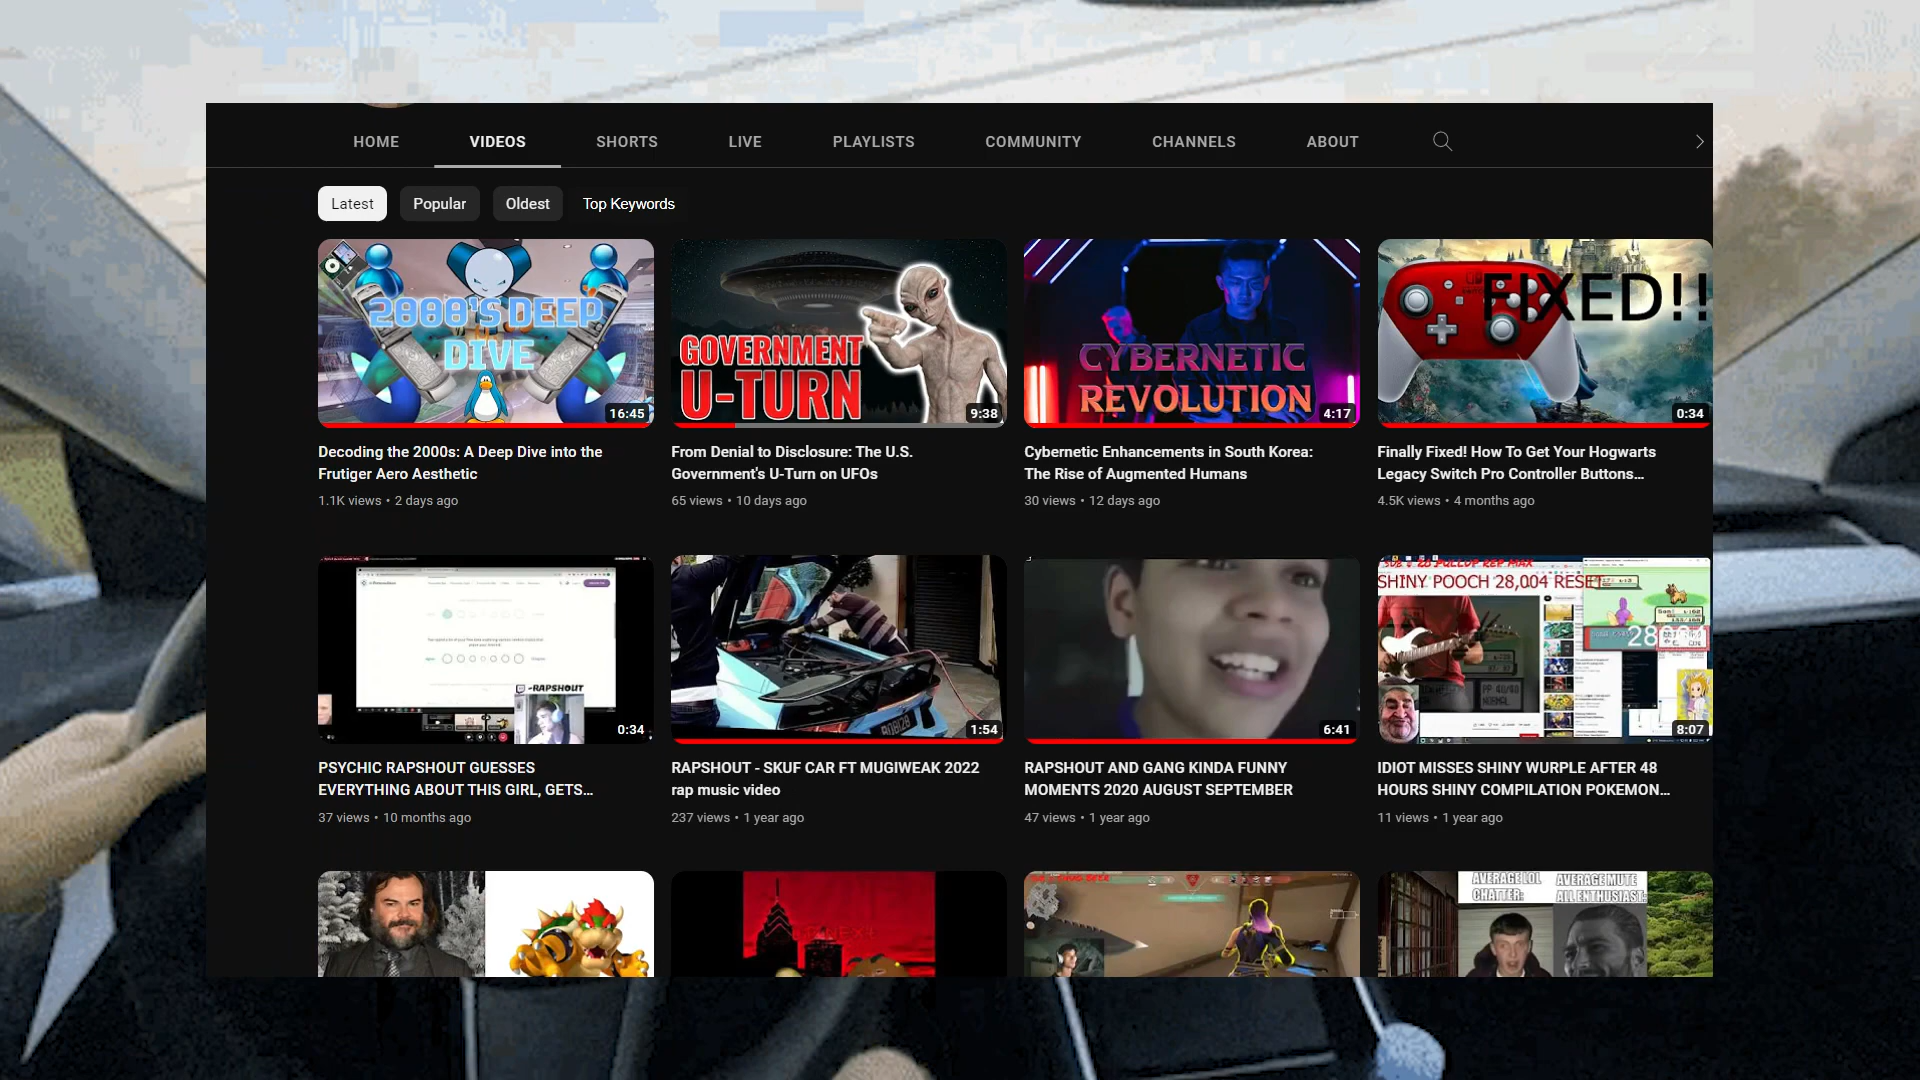 HOME VIDEOS SHORTS LIVE PLAYLISTS COMMUNITY CHANNELS ABOUT
Latest Popular Oldest Top Keywords
2000'S DEEP
DIVE
16:45
GOVERNMENT
U-TURN
9:38
CYBERNETIC
REVOLUTION
4:17
FIXED!!
0:34
Decoding the 2000s: A Deep Dive into the
Frutiger Aero Aesthetic
1.1K views • 2 days ago
From Denial to Disclosure: The U.S.
Government's U-Turn on UFOs
65 views • 10 days ago
Cybernetic Enhancements in South Korea:
The Rise of Augmented Humans
30 views • 12 days ago
Finally Fixed! How To Get Your Hogwarts
Legacy Switch Pro Controller Buttons...
4.5K views • 4 months ago
-RAPSHOUT
0:34
1:54
6:41
SHINY POOCH 28,004 RESET
8:07
PSYCHIC RAPSHOUT GUESSES
EVERYTHING ABOUT THIS GIRL, GETS...
37 views • 10 months ago
RAPSHOUT - SKUF CAR FT MUGIWEAK 2022
rap music video
237 views • 1 year ago
RAPSHOUT AND GANG KINDA FUNNY
MOMENTS 2020 AUGUST SEPTEMBER
47 views • 1 year ago
IDIOT MISSES SHINY WURPLE AFTER 48
HOURS SHINY COMPILATION POKEMON...
11 views • 1 year ago
AVERAGE LOL
CHATTER:
AVERAGE MUTE
ALL ENTHUSIAST: